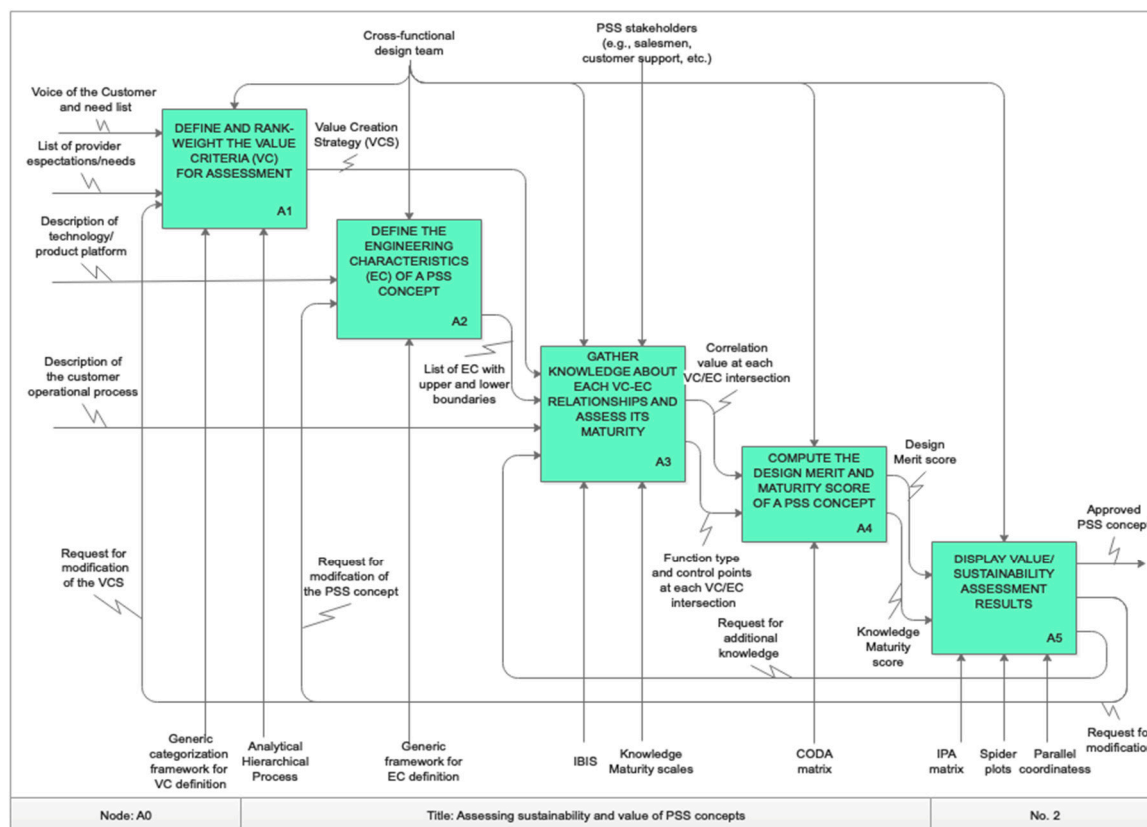 Cross-functional
design team
PSS stakeholders
(e.g., salesmen,
customer support, etc.)
Voice of the Customer
and need list
List of provider
espectations/needs
DEFINE AND RANK-
WEIGHT THE VALUE
CRITERIA (VC)
FOR ASSESSMENT
A1
Value Creation
Strategy (VCS)
Description of
technology/
product platform
DEFINE THE
ENGINEERING
CHARACTERISTICS
(EC) OF A PSS
CONCEPT
A2
List of EC with
upper and lower
boundaries
Description of
the customer
operational process
GATHER
KNOWLEDGE ABOUT
EACH VC-EC
RELATIONSHIPS AND
ASSESS ITS
MATURITY
A3
Correlation
value at each
VC/EC intersection
COMPUTE THE
DESIGN MERIT AND
MATURITY SCORE
OF A PSS CONCEPT
A4
Design
Merit score
Function type
and control points
at each VC/EC
intersection
Approved
PSS concept
DISPLAY VALUE/
SUSTAINABILITY
ASSESSMENT
RESULTS
A5
Request for
modification
of the VCS
Request for
modifcation of
the PSS concept
Request for
additional
knowledge
Knowledge
Maturity
score
Request for
modification
Generic
categorization
framework for
VC definition
Analytical
Hierarchical
Process
Generic
framework for
EC definition
IBIS
Knowledge
Maturity scales
CODA
matrix
IPA
matrix
Spider
plots
Parallel
coordinatess
Node: A0
Title: Assessing sustainability and value of PSS concepts
No. 2